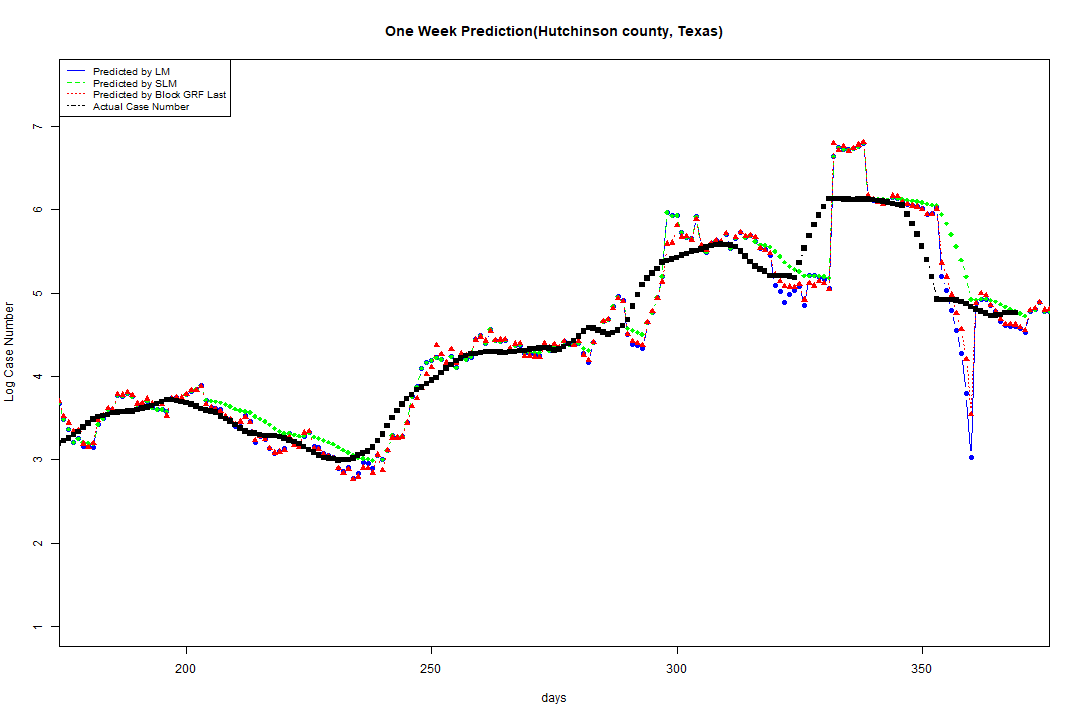 One Week Prediction(Hutchinson county, Texas)
Predicted by LM
Predicted by SLM
Predicted by Block GRF Last
Actual Case Number
7
6
5
4
3
2
1
Log Case Number
200 250 300 350
days